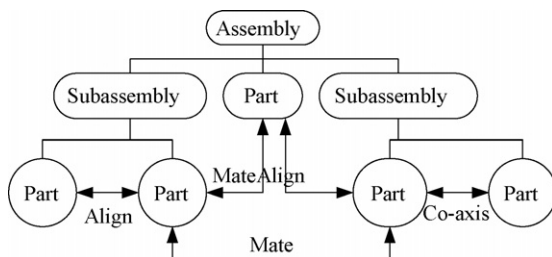 Assembly
Subassembly
Part
Subassembly
Part
Part
MateAlign
Part
Part
Align
Co-axis
Mate